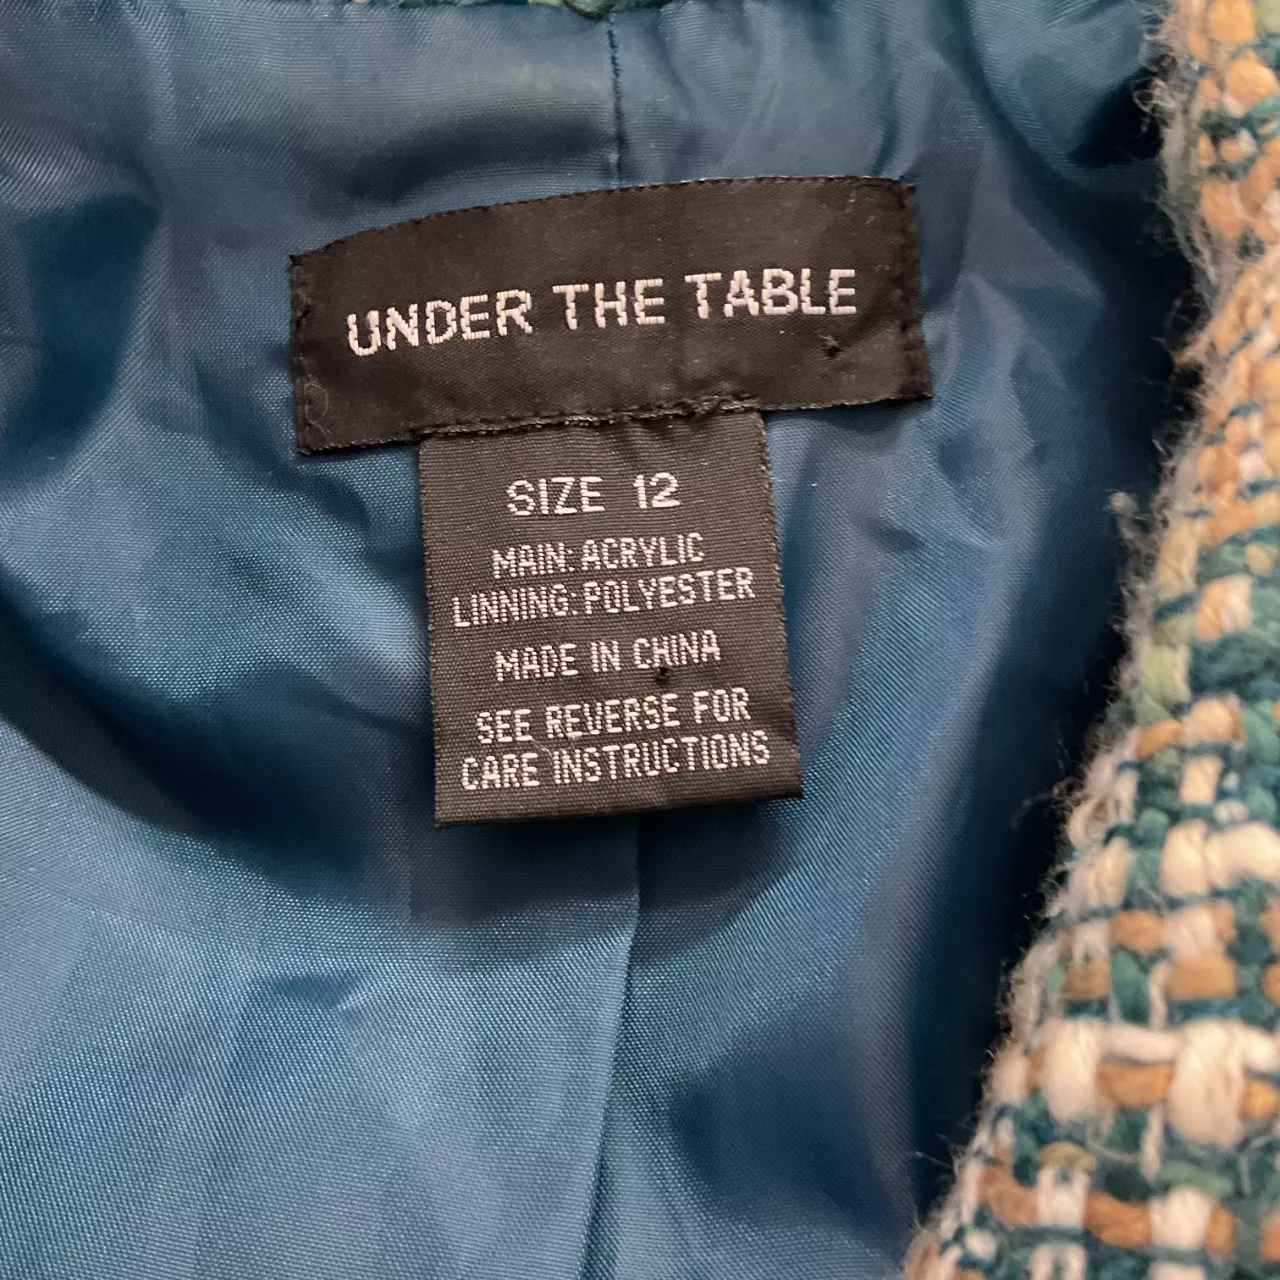 UNDER THE TABLE
SIZE 12
MAIN: ACRYLIC
LINNING: POLYESTER
MADE IN CHINA
SEE REVERSE FOR
CARE INSTRUCTIONS